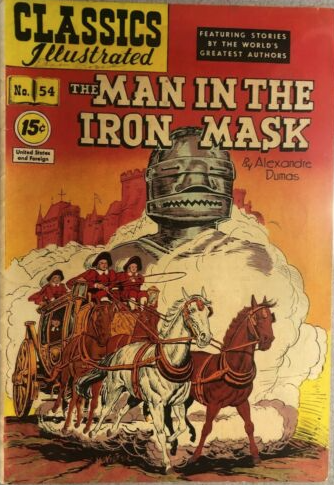 CLASSICS
Illustrated
FEATURING STORIES
BY THE WORLD'S
GREATEST AUTHORS
No. 54
15¢
United States
and Foreign
THE MAN IN THE
IRON MASK
By Alexandre
Dumas